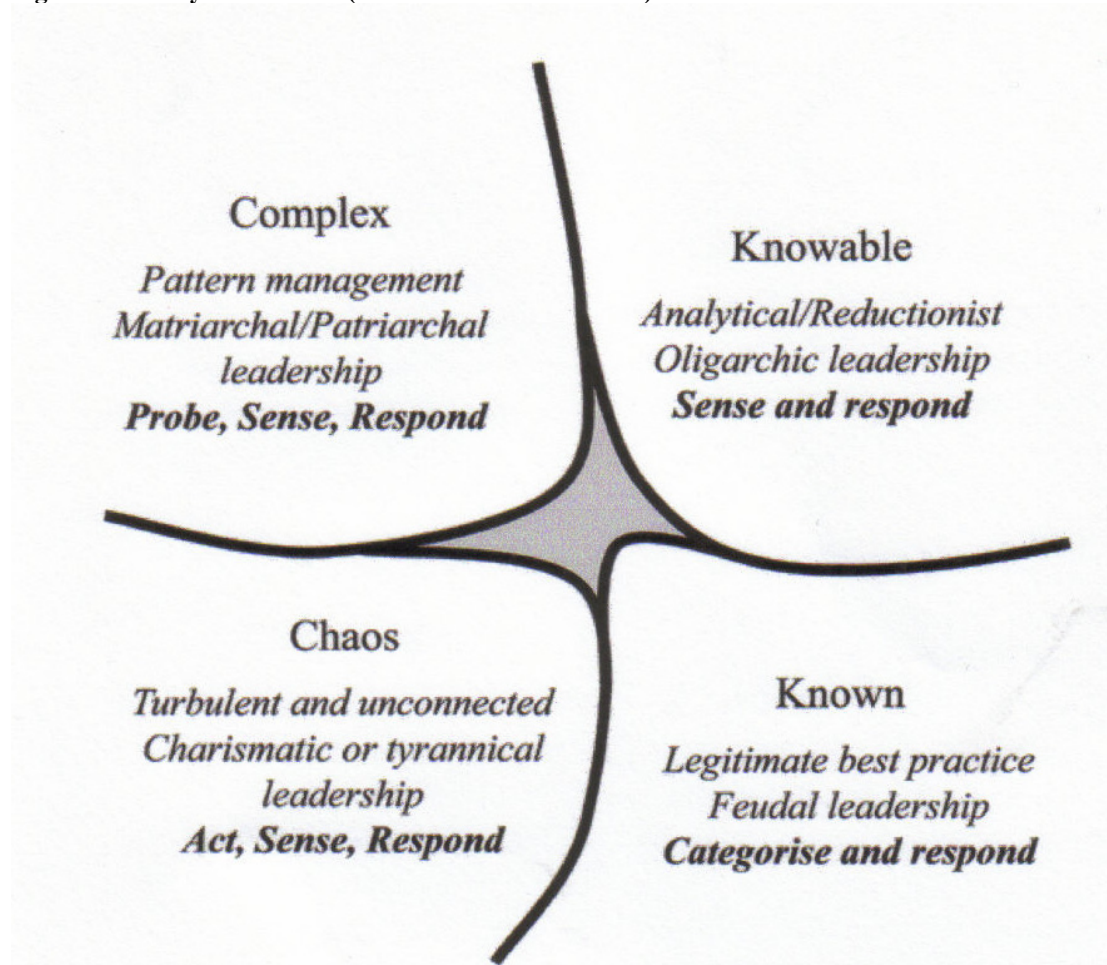 Complex
Pattern management
Matriarchal/Patriarchal
leadership
Probe, Sense, Respond
Knowable
Analytical/Reductionist
Oligarchic leadership
Sense and respond
Chaos
Turbulent and unconnected
Charismatic or tyrannical
leadership
Act, Sense, Respond
Known
Legitimate best practice
Feudal leadership
Categorise and respond